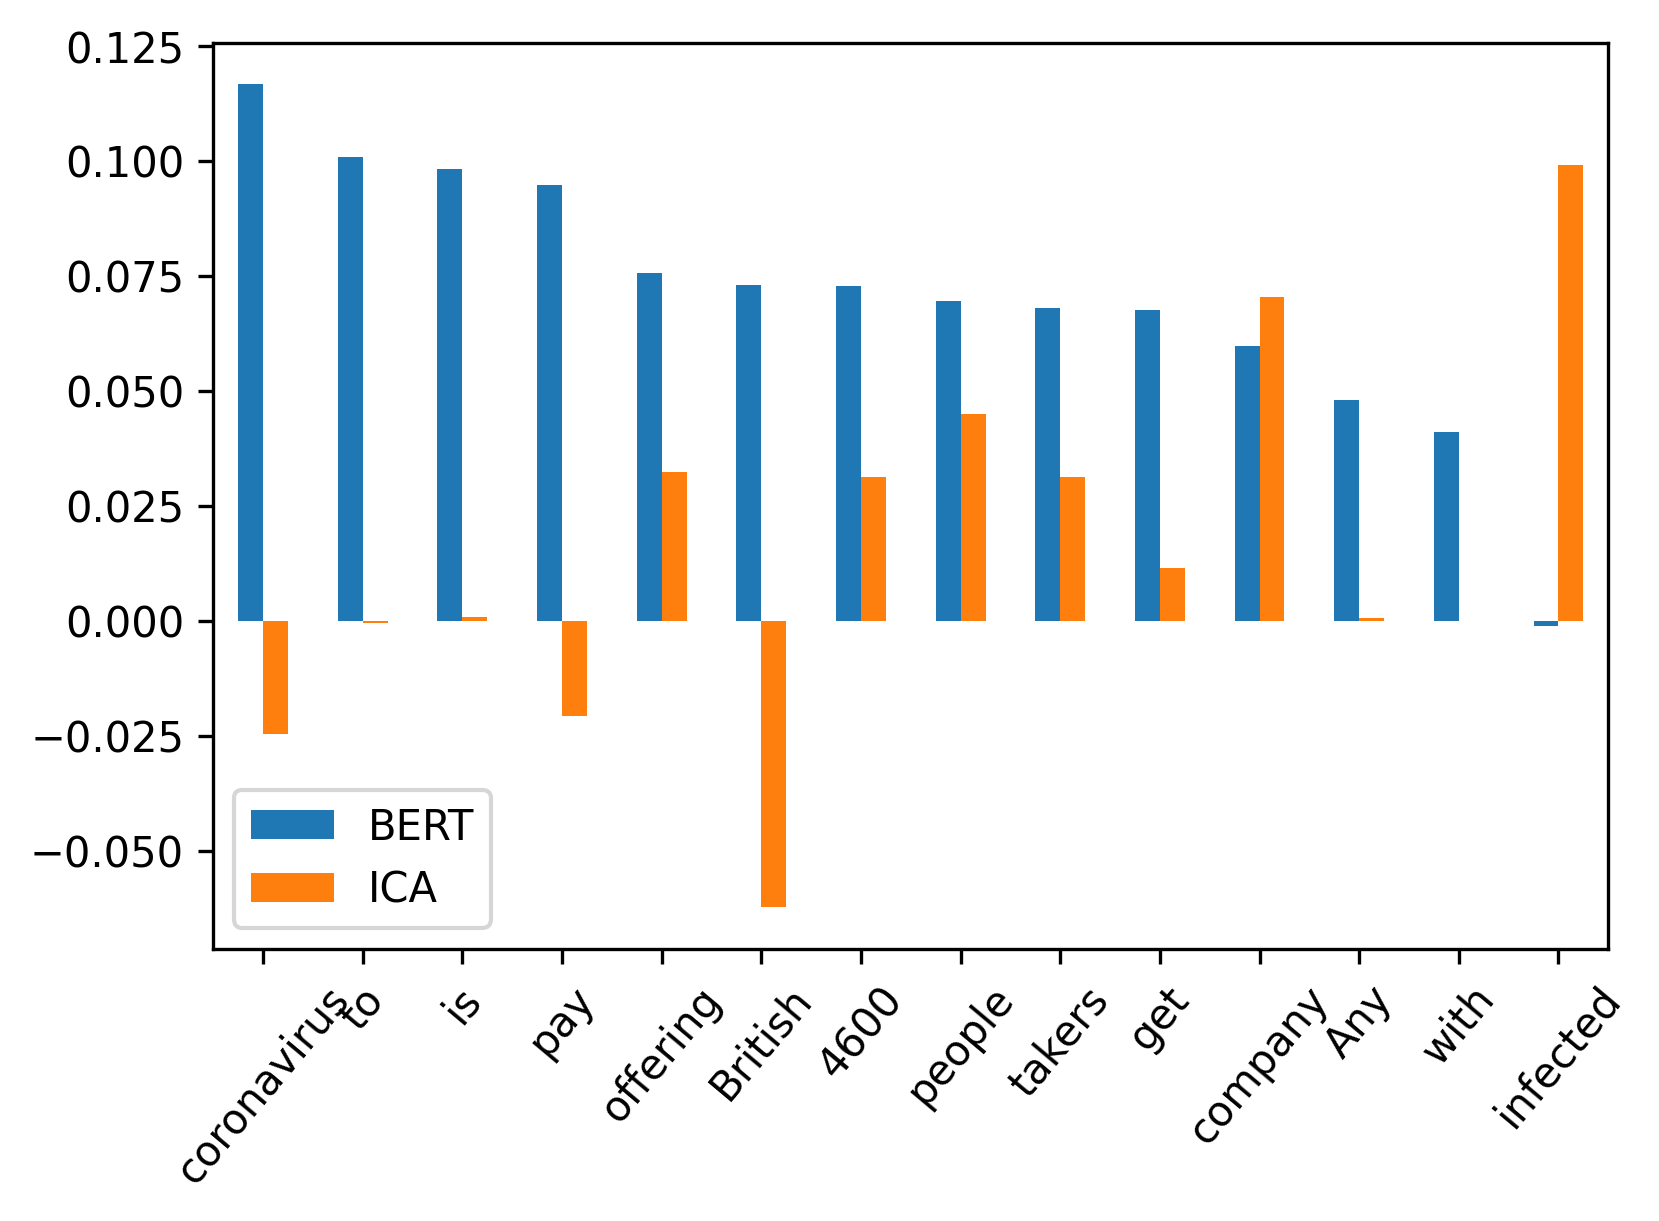 0.125
0.100
0.075
0.050
0.025
0.000
−0.025
−0.050
BERT
ICA
coronavirus
to
is
pay
offering
British
4600
people
takers
get
company
Any
with
infected